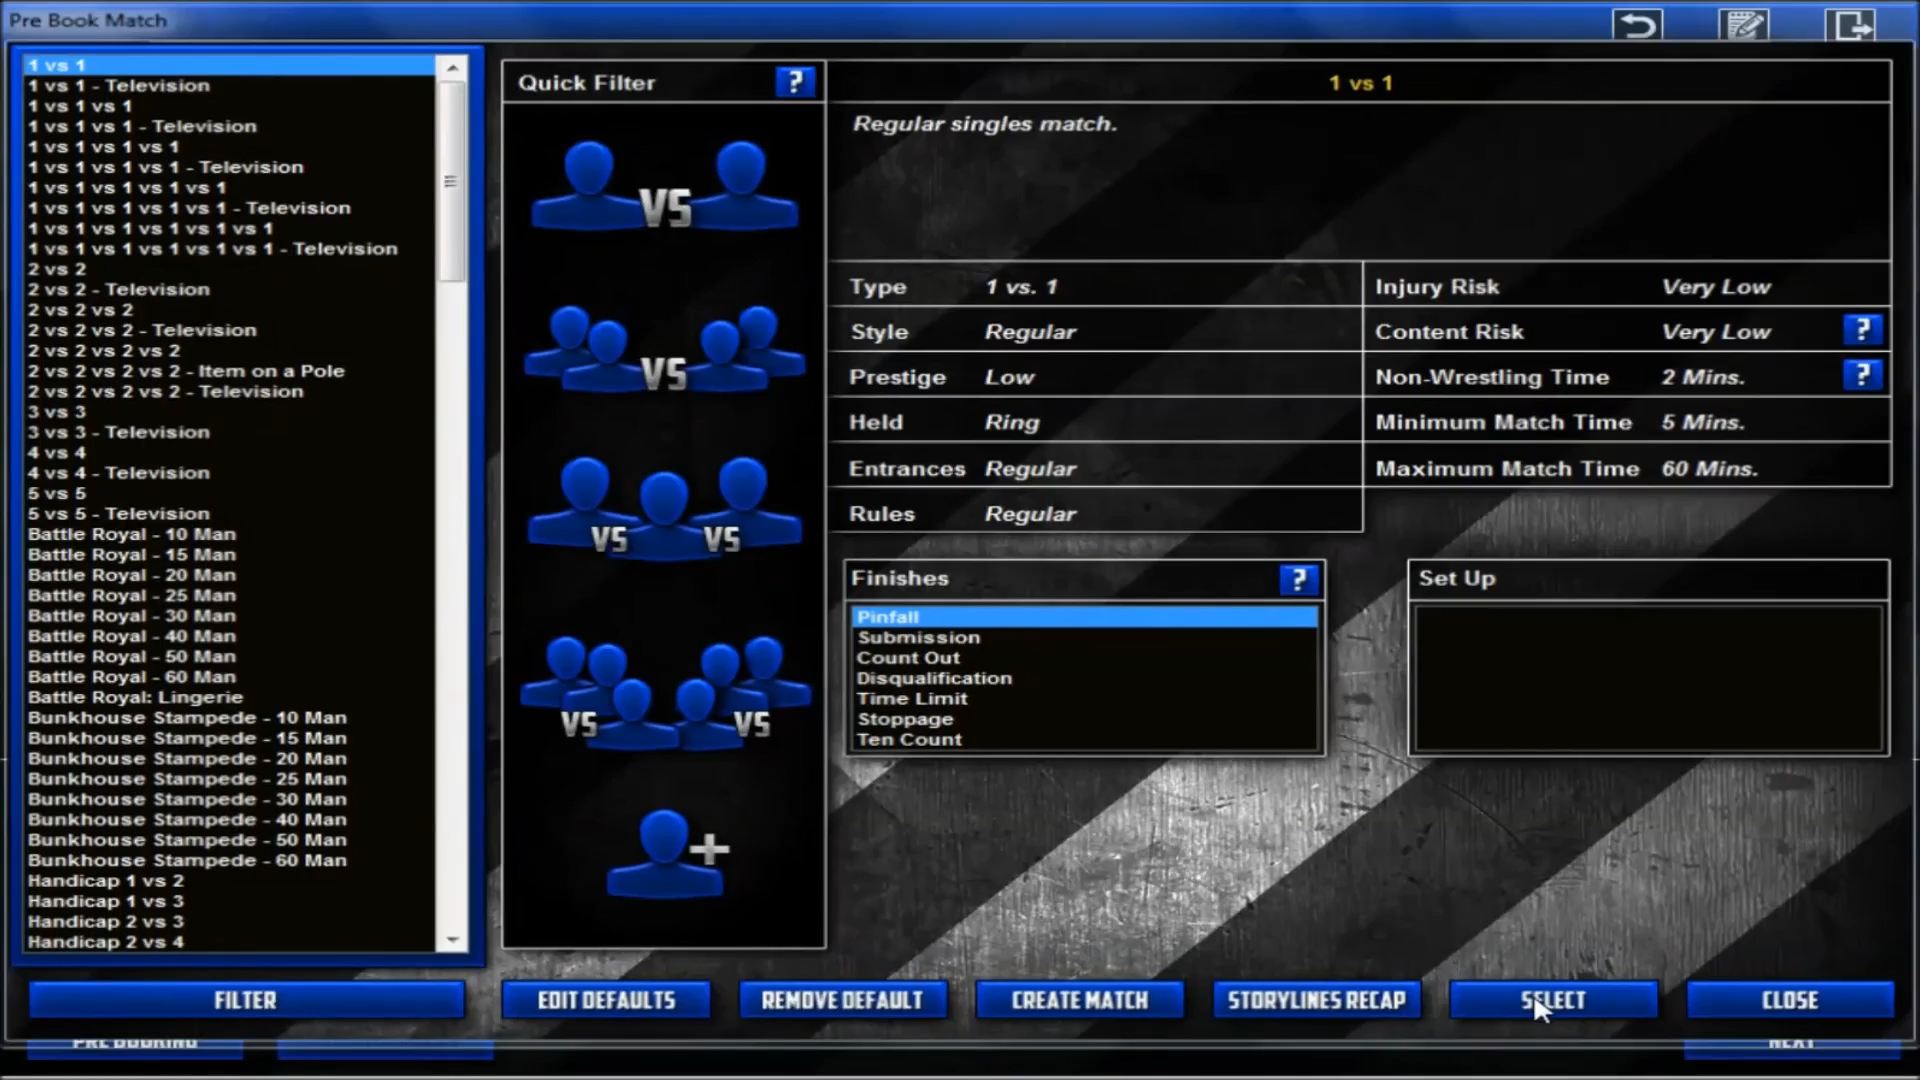 Pre Book Match
1 vs 1
1 vs 1 - Television
1 vs 1 vs 1
1 vs 1 vs 1 - Television
1 vs 1 vs 1 vs 1
1 vs 1 vs 1 vs 1 - Television
1 vs 1 vs 1 vs 1 vs 1
1 vs 1 vs 1 vs 1 vs 1 - Television
1 vs 1 vs 1 vs 1 vs 1 vs 1
1 vs 1 vs 1 vs 1 vs 1 vs 1 - Television
2 vs 2
2 vs 2 - Television
2 vs 2 vs 2
2 vs 2 vs 2 - Television
2 vs 2 vs 2 vs 2
2 vs 2 vs 2 vs 2 - Item on a Pole
2 vs 2 vs 2 vs 2 - Television
3 vs 3
3 vs 3 - Television
4 vs 4
4 vs 4 - Television
5 vs 5
5 vs 5 - Television
Battle Royal - 10 Man
Battle Royal - 15 Man
Battle Royal - 20 Man
Battle Royal - 25 Man
Battle Royal - 30 Man
Battle Royal - 40 Man
Battle Royal - 50 Man
Battle Royal - 60 Man
Battle Royal: Lingerie
Bunkhouse Stampede - 10 Man
Bunkhouse Stampede - 15 Man
Bunkhouse Stampede - 20 Man
Bunkhouse Stampede - 25 Man
Bunkhouse Stampede - 30 Man
Bunkhouse Stampede - 40 Man
Bunkhouse Stampede - 50 Man
Bunkhouse Stampede - 60 Man
Handicap 1 vs 2
Handicap 1 vs 3
Handicap 2 vs 3
Handicap 2 vs 4
Quick Filter ?
VS
VS
VS VS
VS VS
1 vs 1
Regular singles match.
Type 1 vs. 1
Style Regular
Prestige Low
Held Ring
Entrances Regular
Rules Regular
Injury Risk Very Low
Content Risk Very Low ?
Non-Wrestling Time 2 Mins. ?
Minimum Match Time 5 Mins.
Maximum Match Time 60 Mins.
Finishes ?
Pinfall
Submission
Count Out
Disqualification
Time Limit
Stoppage
Ten Count
Set Up
FILTER EDIT DEFAULTS REMOVE DEFAULT CREATE MATCH STORYLINES RECAP SELECT CLOSE
PRE BOOKING NEXT